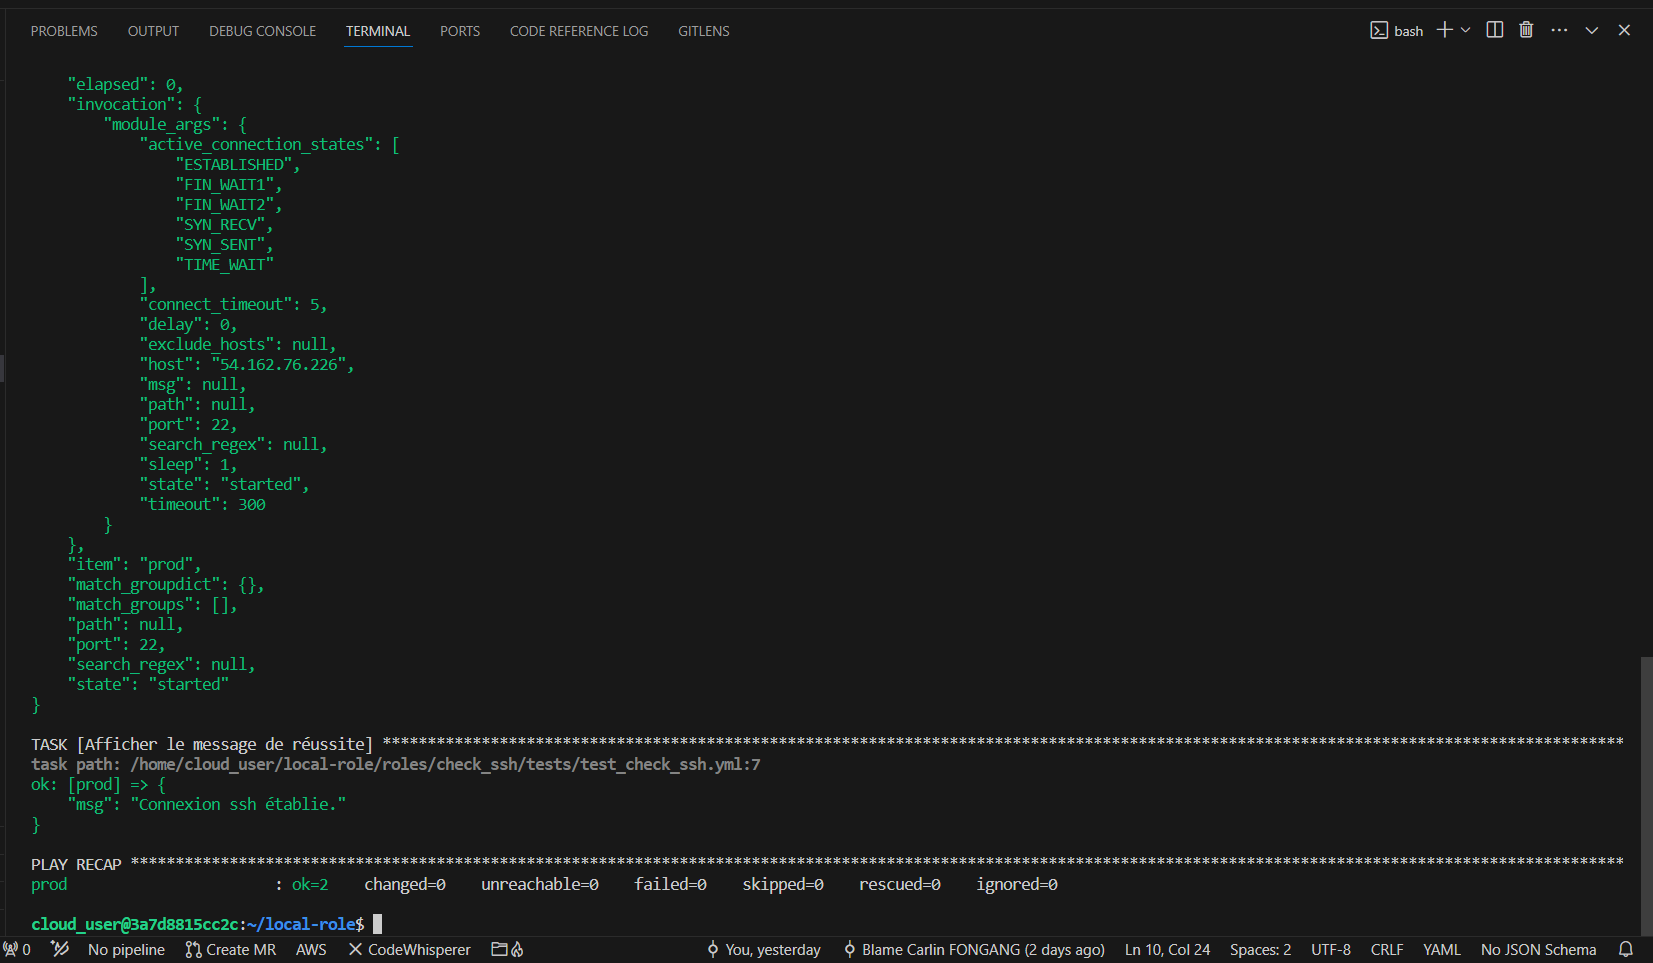 PROBLEMS OUTPUT DEBUG CONSOLE TERMINAL PORTS CODE REFERENCE LOG GITLENS bash
    "elapsed": 0,
    "invocation": {
        "module_args": {
            "active_connection_states": [
                "ESTABLISHED",
                "FIN_WAIT1",
                "FIN_WAIT2",
                "SYN_RECV",
                "SYN_SENT",
                "TIME_WAIT"
            ],
            "connect_timeout": 5,
            "delay": 0,
            "exclude_hosts": null,
            "host": "54.162.76.226",
            "msg": null,
            "path": null,
            "port": 22,
            "search_regex": null,
            "sleep": 1,
            "state": "started",
            "timeout": 300
        }
    },
    "item": "prod",
    "match_groupdict": {},
    "match_groups": [],
    "path": null,
    "port": 22,
    "search_regex": null,
    "state": "started"
}
TASK [Afficher le message de réussite] ******************************************************************************************************************************************
task path: /home/cloud_user/local-role/roles/check_ssh/tests/test_check_ssh.yml:7
ok: [prod] => {
    "msg": "Connexion ssh établie."
}
PLAY RECAP **********************************************************************************************************************************************************************
prod                       : ok=2    changed=0    unreachable=0    failed=0    skipped=0    rescued=0    ignored=0
cloud_user@3a7d8815cc2c:~/local-role$
0 No pipeline Create MR AWS CodeWhisperer You, yesterday Blame Carlin FONGANG (2 days ago) Ln 10, Col 24 Spaces: 2 UTF-8 CRLF YAML No JSON Schema